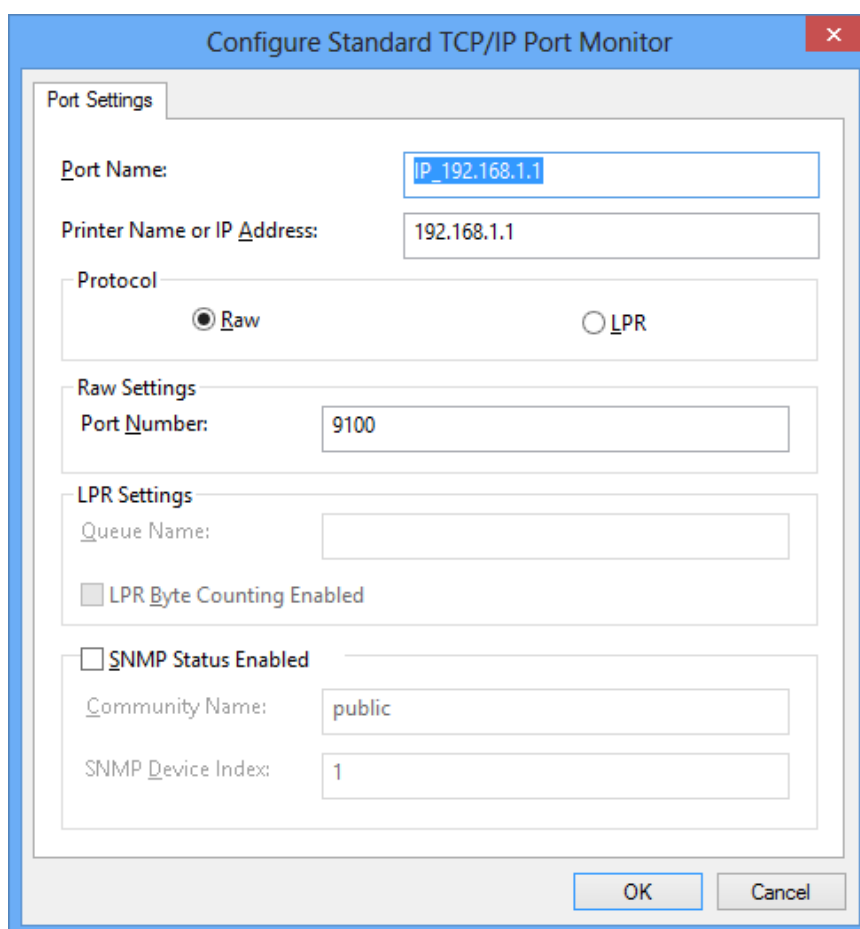 Configure Standard TCP/IP Port Monitor
Port Settings
Port Name: IP_192.168.1.1
Printer Name or IP Address: 192.168.1.1
Protocol
Raw LPR
Raw Settings
Port Number: 9100
LPR Settings
Queue Name:
LPR Byte Counting Enabled
SNMP Status Enabled
Community Name: public
SNMP Device Index: 1
OK Cancel